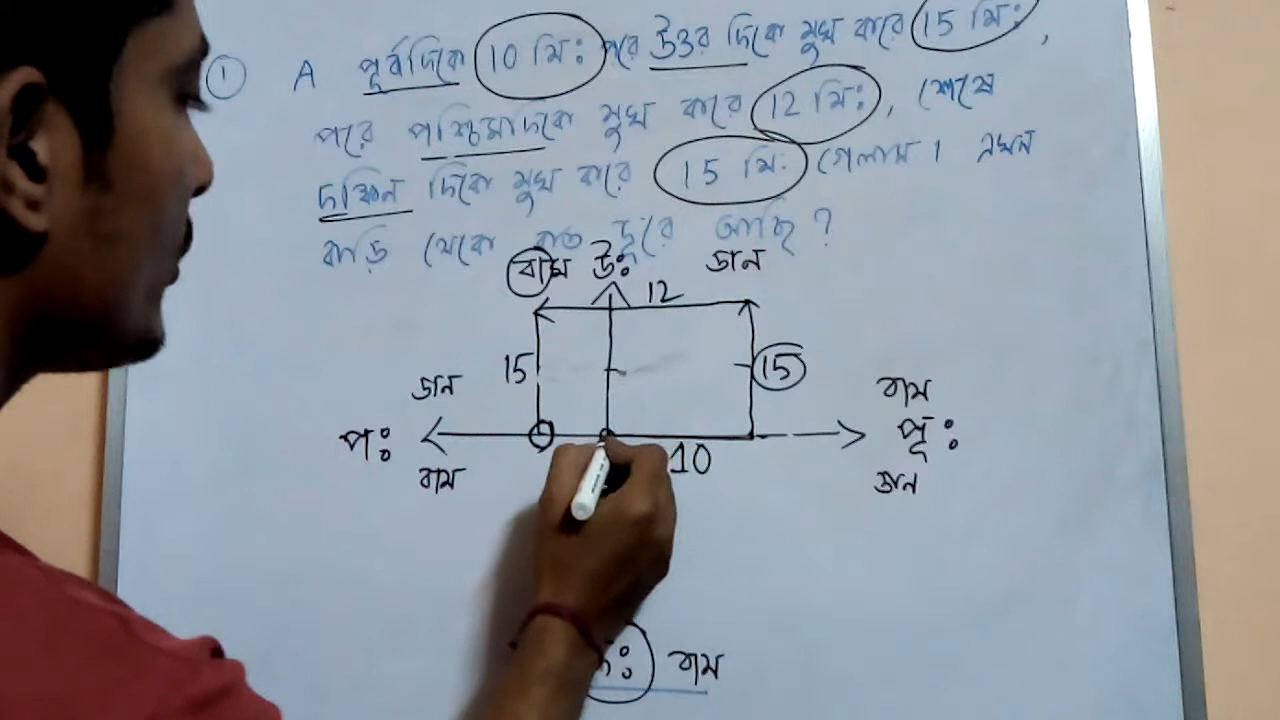 ① A পূর্বদিকে 10 মি: পরে উত্তর দিকে মুখ করে 15 মি: ,
পরে পশ্চিমদিকে মুখ করে 12 মি: , শেষে
দক্ষিন দিকে মুখ করে 15 মি: গেলাম । এখন
বাড়ি থেকে কত দূরে আছি ?
বাম উ: ডান
12
15 15
ডান বাম
প: পূ:
বাম ডান
10
দ: বাম